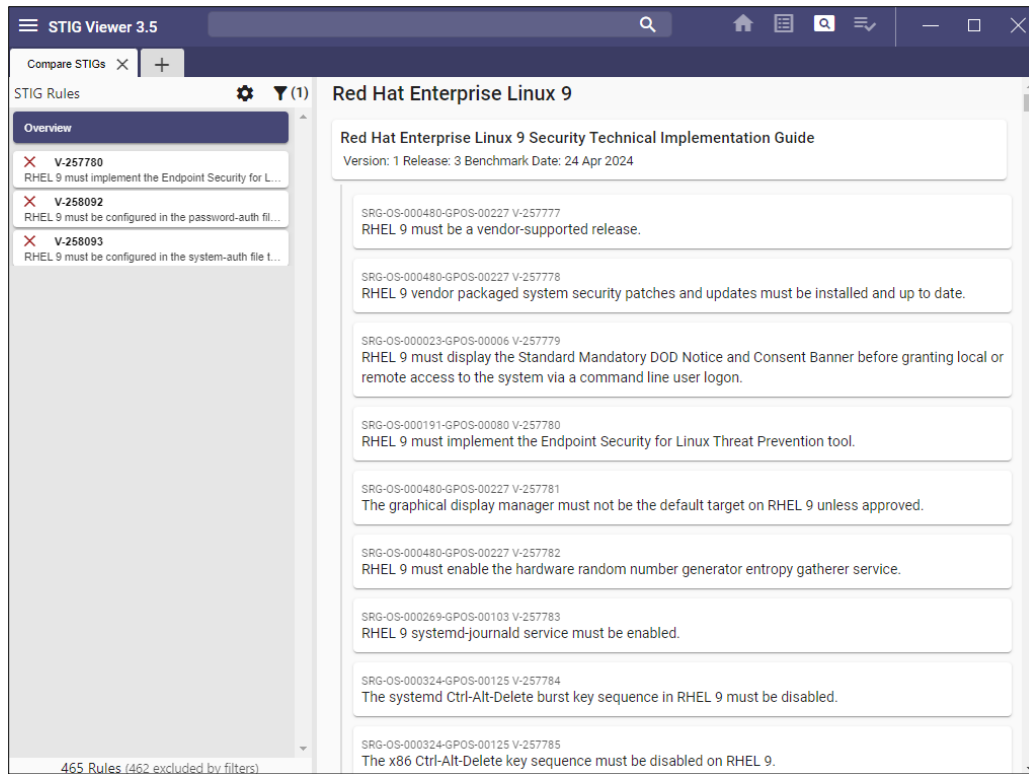 STIG Viewer 3.5
Compare STIGs
STIG Rules
(1)
Overview
V-257780
RHEL 9 must implement the Endpoint Security for L...
V-258092
RHEL 9 must be configured in the password-auth fil...
V-258093
RHEL 9 must be configured in the system-auth file t...
465 Rules (462 excluded by filters)
Red Hat Enterprise Linux 9
Red Hat Enterprise Linux 9 Security Technical Implementation Guide
Version: 1 Release: 3 Benchmark Date: 24 Apr 2024
SRG-OS-000480-GPOS-00227 V-257777
RHEL 9 must be a vendor-supported release.
SRG-OS-000480-GPOS-00227 V-257778
RHEL 9 vendor packaged system security patches and updates must be installed and up to date.
SRG-OS-000023-GPOS-00006 V-257779
RHEL 9 must display the Standard Mandatory DOD Notice and Consent Banner before granting local or
remote access to the system via a command line user logon.
SRG-OS-000191-GPOS-00080 V-257780
RHEL 9 must implement the Endpoint Security for Linux Threat Prevention tool.
SRG-OS-000480-GPOS-00227 V-257781
The graphical display manager must not be the default target on RHEL 9 unless approved.
SRG-OS-000480-GPOS-00227 V-257782
RHEL 9 must enable the hardware random number generator entropy gatherer service.
SRG-OS-000269-GPOS-00103 V-257783
RHEL 9 systemd-journald service must be enabled.
SRG-OS-000324-GPOS-00125 V-257784
The systemd Ctrl-Alt-Delete burst key sequence in RHEL 9 must be disabled.
SRG-OS-000324-GPOS-00125 V-257785
The x86 Ctrl-Alt-Delete key sequence must be disabled on RHEL 9.